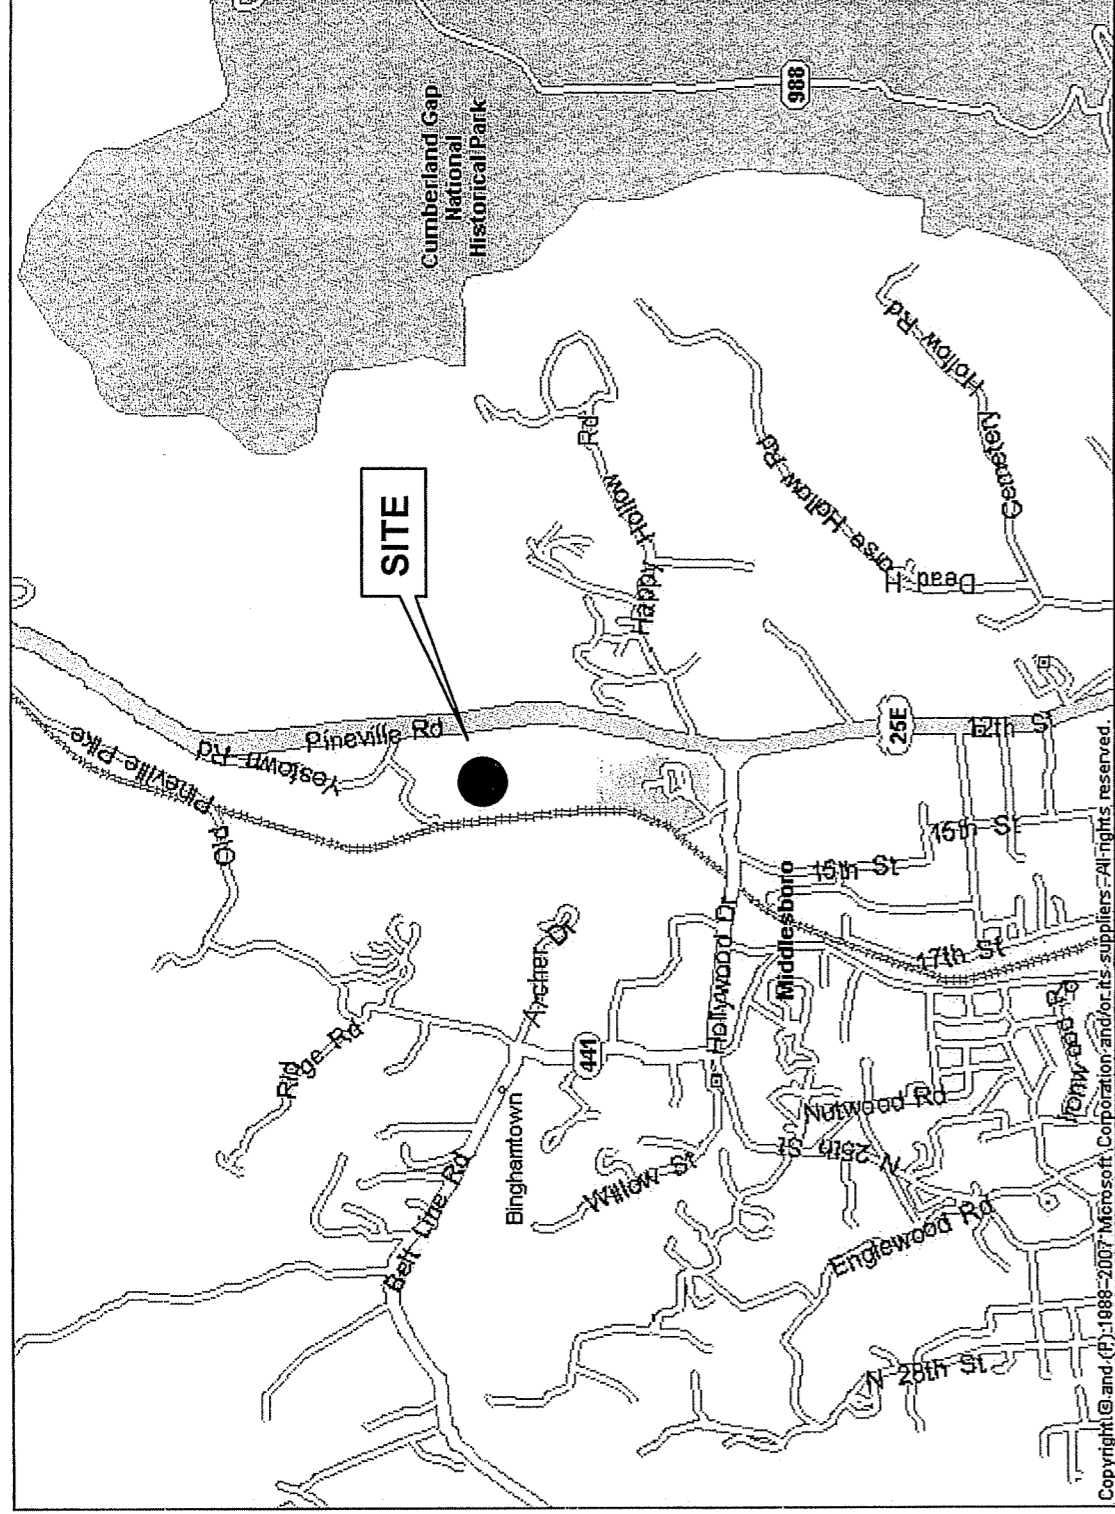 Cumberland Gap
National
Historical Park
988
SITE
Old Pineville Pike
Yestown Rd
Pineville Rd
Happy Hollow Rd
Dead Horse Hollow Rd
Cemetery Hollow Rd
25E
12th St
15th St
15th St
17th St
Middlesboro
Hollywood Dr
Archer Dr
441
Ridge Rd
Binghamtown
Belt Line Rd
Willow St
Nutwood Rd
N 25th St
Englewood Rd
N 28th St
Ironwood Rd
Copyright © and (P) 1988–2007 Microsoft Corporation and/or its suppliers. All rights reserved.